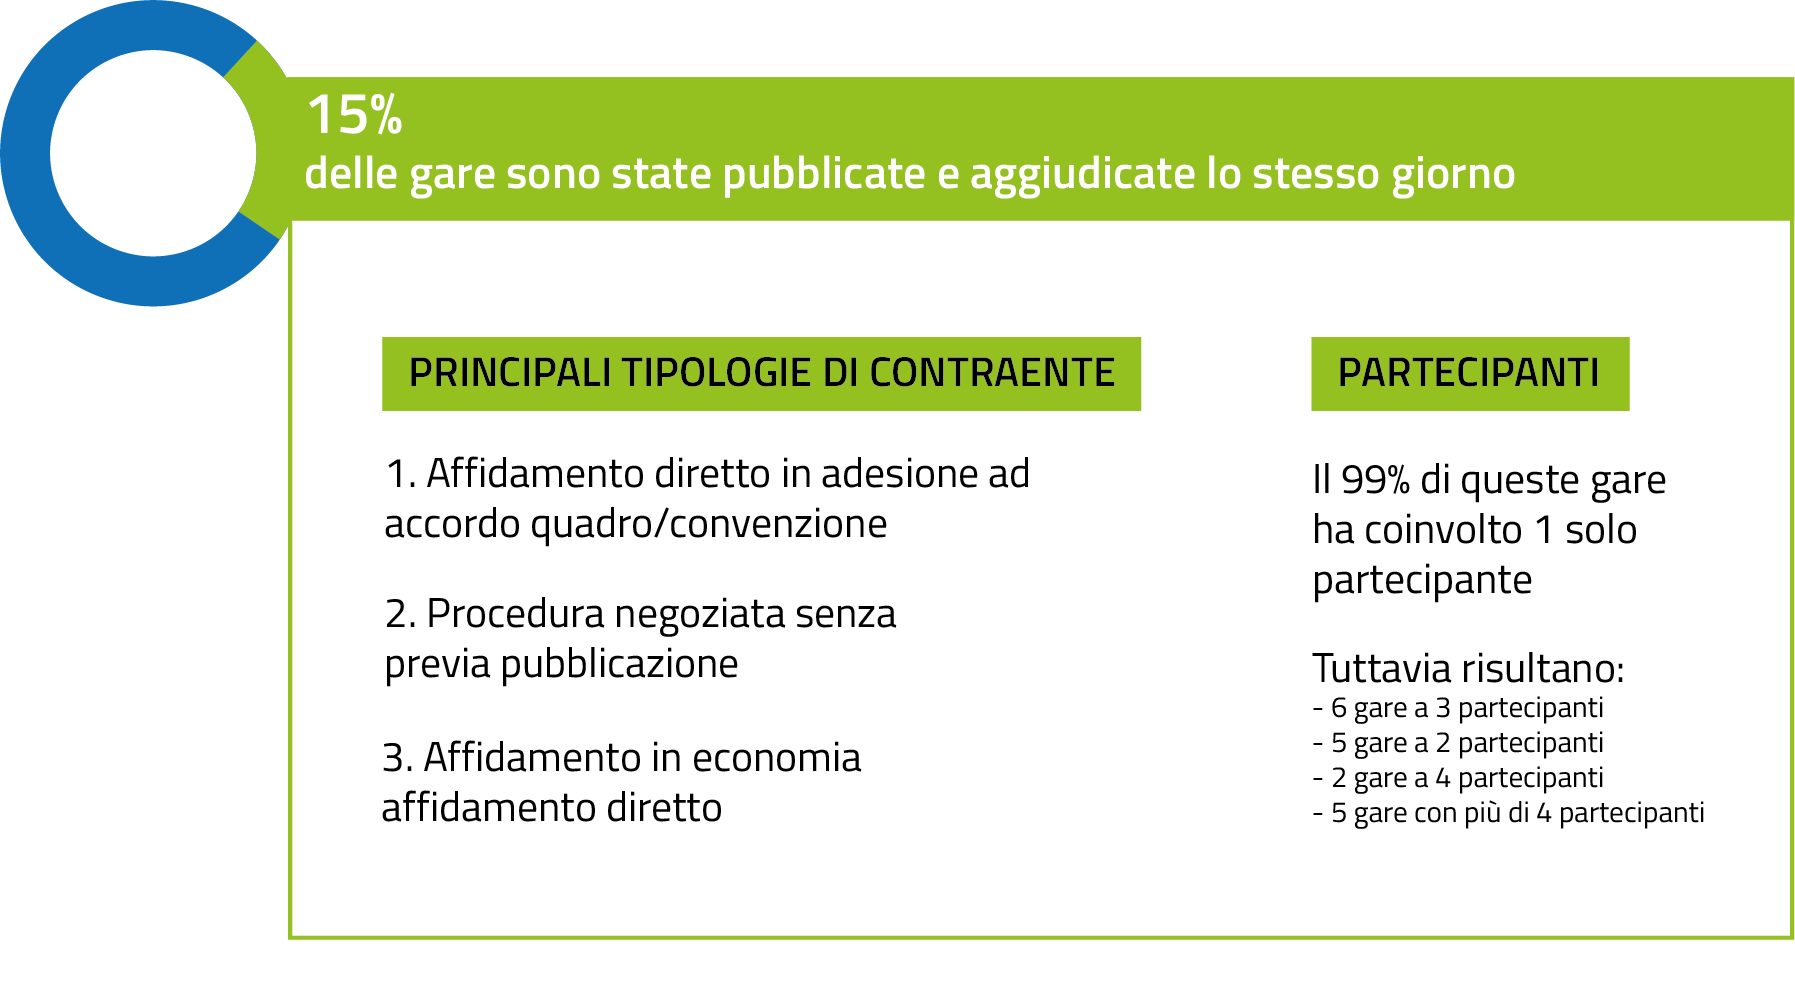 15%
delle gare sono state pubblicate e aggiudicate lo stesso giorno
PRINCIPALI TIPOLOGIE DI CONTRAENTE
1. Affidamento diretto in adesione ad
accordo quadro/convenzione
2. Procedura negoziata senza
previa pubblicazione
3. Affidamento in economia
affidamento diretto
PARTECIPANTI
Il 99% di queste gare
ha coinvolto 1 solo
partecipante
Tuttavia risultano:
- 6 gare a 3 partecipanti
- 5 gare a 2 partecipanti
- 2 gare a 4 partecipanti
- 5 gare con più di 4 partecipanti